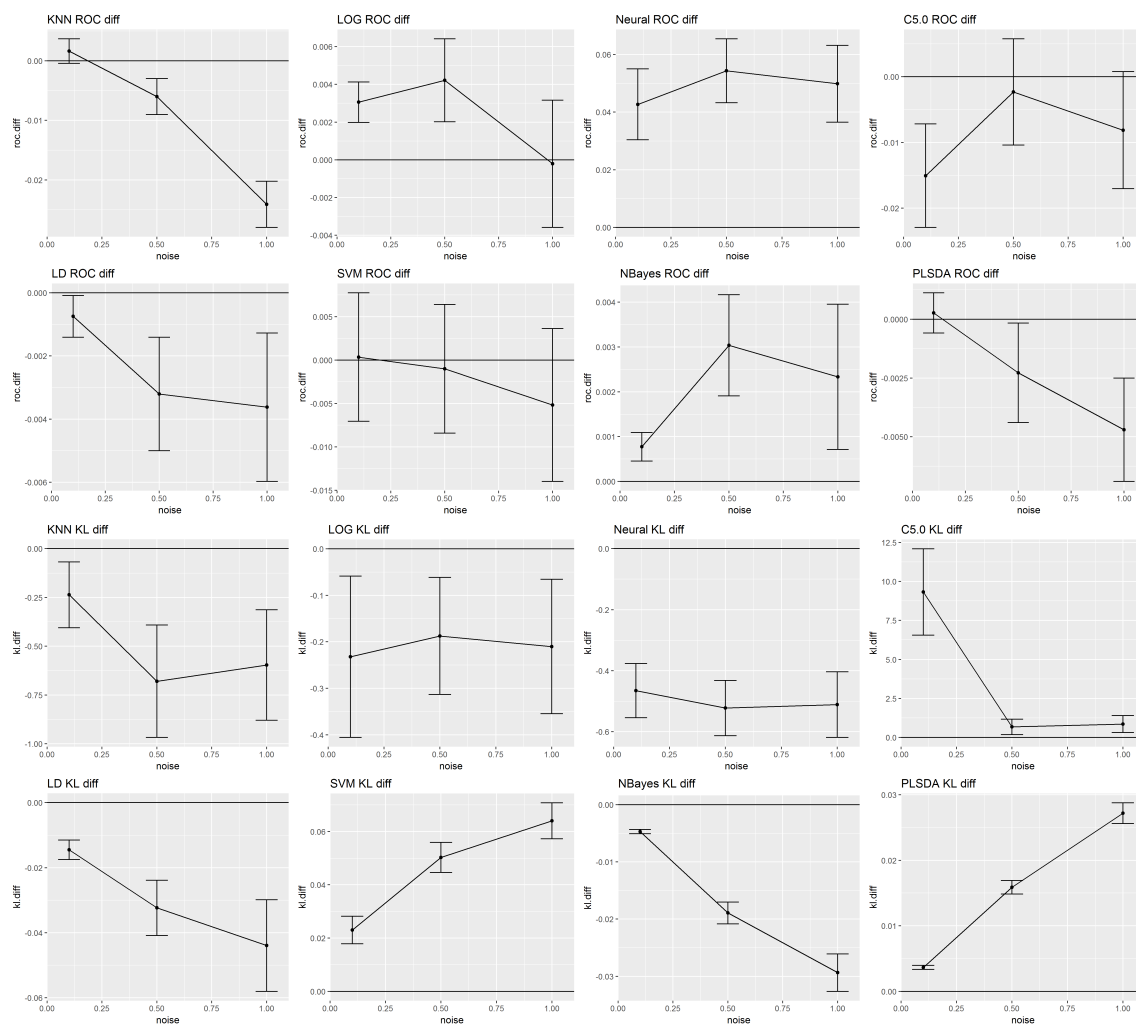 KNN ROC diff
0.00
-0.01
-0.02
roc.diff
0.00 0.25 0.50 0.75 1.00
noise
LOG ROC diff
0.006
0.004
0.002
0.000
-0.002
-0.004
roc.diff
0.00 0.25 0.50 0.75 1.00
noise
Neural ROC diff
0.06
0.04
0.02
0.00
roc.diff
0.00 0.25 0.50 0.75 1.00
noise
C5.0 ROC diff
0.00
-0.01
-0.02
roc.diff
0.00 0.25 0.50 0.75 1.00
noise
LD ROC diff
0.000
-0.002
-0.004
-0.006
roc.diff
0.00 0.25 0.50 0.75 1.00
noise
SVM ROC diff
0.005
0.000
-0.005
-0.010
-0.015
roc.diff
0.00 0.25 0.50 0.75 1.00
noise
NBayes ROC diff
0.004
0.003
0.002
0.001
0.000
roc.diff
0.00 0.25 0.50 0.75 1.00
noise
PLSDA ROC diff
0.0000
-0.0025
-0.0050
roc.diff
0.00 0.25 0.50 0.75 1.00
noise
KNN KL diff
0.00
-0.25
-0.50
-0.75
-1.00
kl.diff
0.00 0.25 0.50 0.75 1.00
noise
LOG KL diff
0.0
-0.1
-0.2
-0.3
-0.4
kl.diff
0.00 0.25 0.50 0.75 1.00
noise
Neural KL diff
0.0
-0.2
-0.4
-0.6
kl.diff
0.00 0.25 0.50 0.75 1.00
noise
C5.0 KL diff
12.5
10.0
7.5
5.0
2.5
0.0
kl.diff
0.00 0.25 0.50 0.75 1.00
noise
LD KL diff
0.00
-0.02
-0.04
-0.06
kl.diff
0.00 0.25 0.50 0.75 1.00
noise
SVM KL diff
0.06
0.04
0.02
0.00
kl.diff
0.00 0.25 0.50 0.75 1.00
noise
NBayes KL diff
0.00
-0.01
-0.02
-0.03
kl.diff
0.00 0.25 0.50 0.75 1.00
noise
PLSDA KL diff
0.03
0.02
0.01
0.00
kl.diff
0.00 0.25 0.50 0.75 1.00
noise